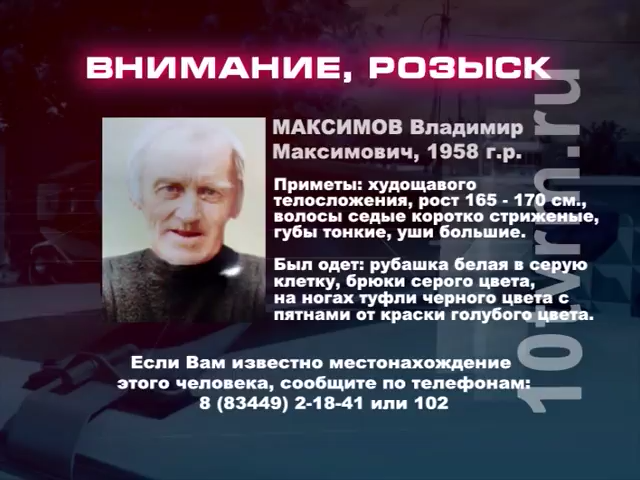 ВНИМАНИЕ, РОЗЫСК
МАКСИМОВ Владимир
Максимович, 1958 г.р.
Приметы: худощавого
телосложения, рост 165 - 170 см.,
волосы седые коротко стриженые,
губы тонкие, уши большие.
Был одет: рубашка белая в серую
клетку, брюки серого цвета,
на ногах туфли черного цвета с
пятнами от краски голубого цвета.
Если Вам известно местонахождение
этого человека, сообщите по телефонам:
8 (83449) 2-18-41 или 102
10tvrm.ru